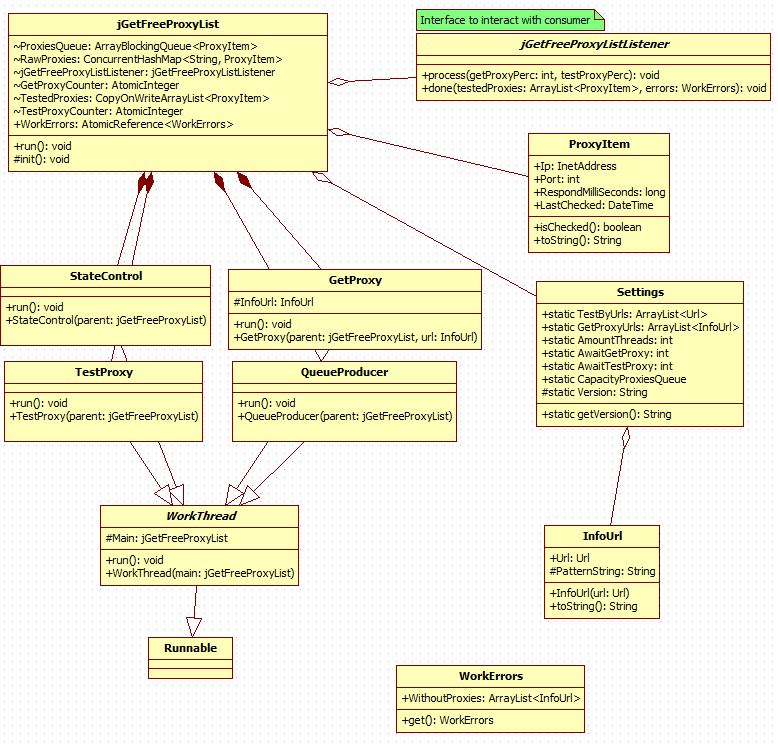 jGetFreeProxyList
~ProxiesQueue: ArrayBlockingQueue<ProxyItem>
~RawProxies: ConcurrentHashMap<String, ProxyItem>
~jGetFreeProxyListListener: jGetFreeProxyListListener
~GetProxyCounter: AtomicInteger
~TestedProxies: CopyOnWriteArrayList<ProxyItem>
~TestProxyCounter: AtomicInteger
+WorkErrors: AtomicReference<WorkErrors>
+run(): void
#init(): void
Interface to interact with consumer
jGetFreeProxyListListener
+process(getProxyPerc: int, testProxyPerc): void
+done(testedProxies: ArrayList<ProxyItem>, errors: WorkErrors): void
ProxyItem
+Ip: InetAddress
+Port: int
+RespondMilliSeconds: long
+LastChecked: DateTime
+isChecked(): boolean
+toString(): String
StateControl
+run(): void
+StateControl(parent: jGetFreeProxyList)
GetProxy
#InfoUrl: InfoUrl
+run(): void
+GetProxy(parent: jGetFreeProxyList, url: InfoUrl)
Settings
+static TestByUrls: ArrayList<Url>
+static GetProxyUrls: ArrayList<InfoUrl>
+static AmountThreads: int
+static AwaitGetProxy: int
+static AwaitTestProxy: int
+static CapacityProxiesQueue
#static Version: String
+static getVersion(): String
TestProxy
+run(): void
+TestProxy(parent: jGetFreeProxyList)
QueueProducer
+run(): void
+QueueProducer(parent: jGetFreeProxyList)
WorkThread
#Main: jGetFreeProxyList
+run(): void
+WorkThread(main: jGetFreeProxyList)
InfoUrl
+Url: Url
#PatternString: String
+InfoUrl(url: Url)
+toString(): String
Runnable
WorkErrors
+WithoutProxies: ArrayList<InfoUrl>
+get(): WorkErrors